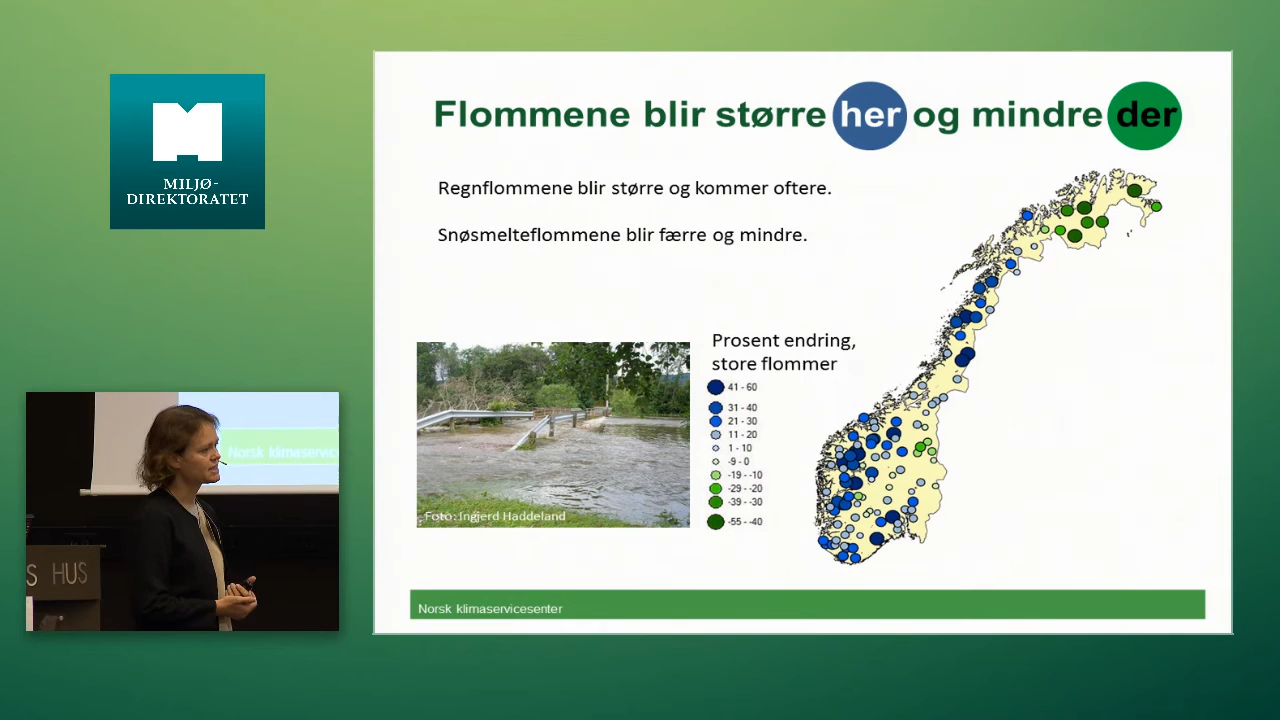 MILJØ-
DIREKTORATET
Flommene blir større her og mindre der
Regnflommene blir større og kommer oftere.
Snøsmelteflommene blir færre og mindre.
Prosent endring,
store flommer
41 - 60
31 - 40
21 - 30
11 - 20
1 - 10
-9 - 0
-19 - -10
-29 - -20
-39 - -30
-55 - -40
Foto: Ingjerd Haddeland
Norsk klimaservicesenter
Norsk klimaservice
S HUS